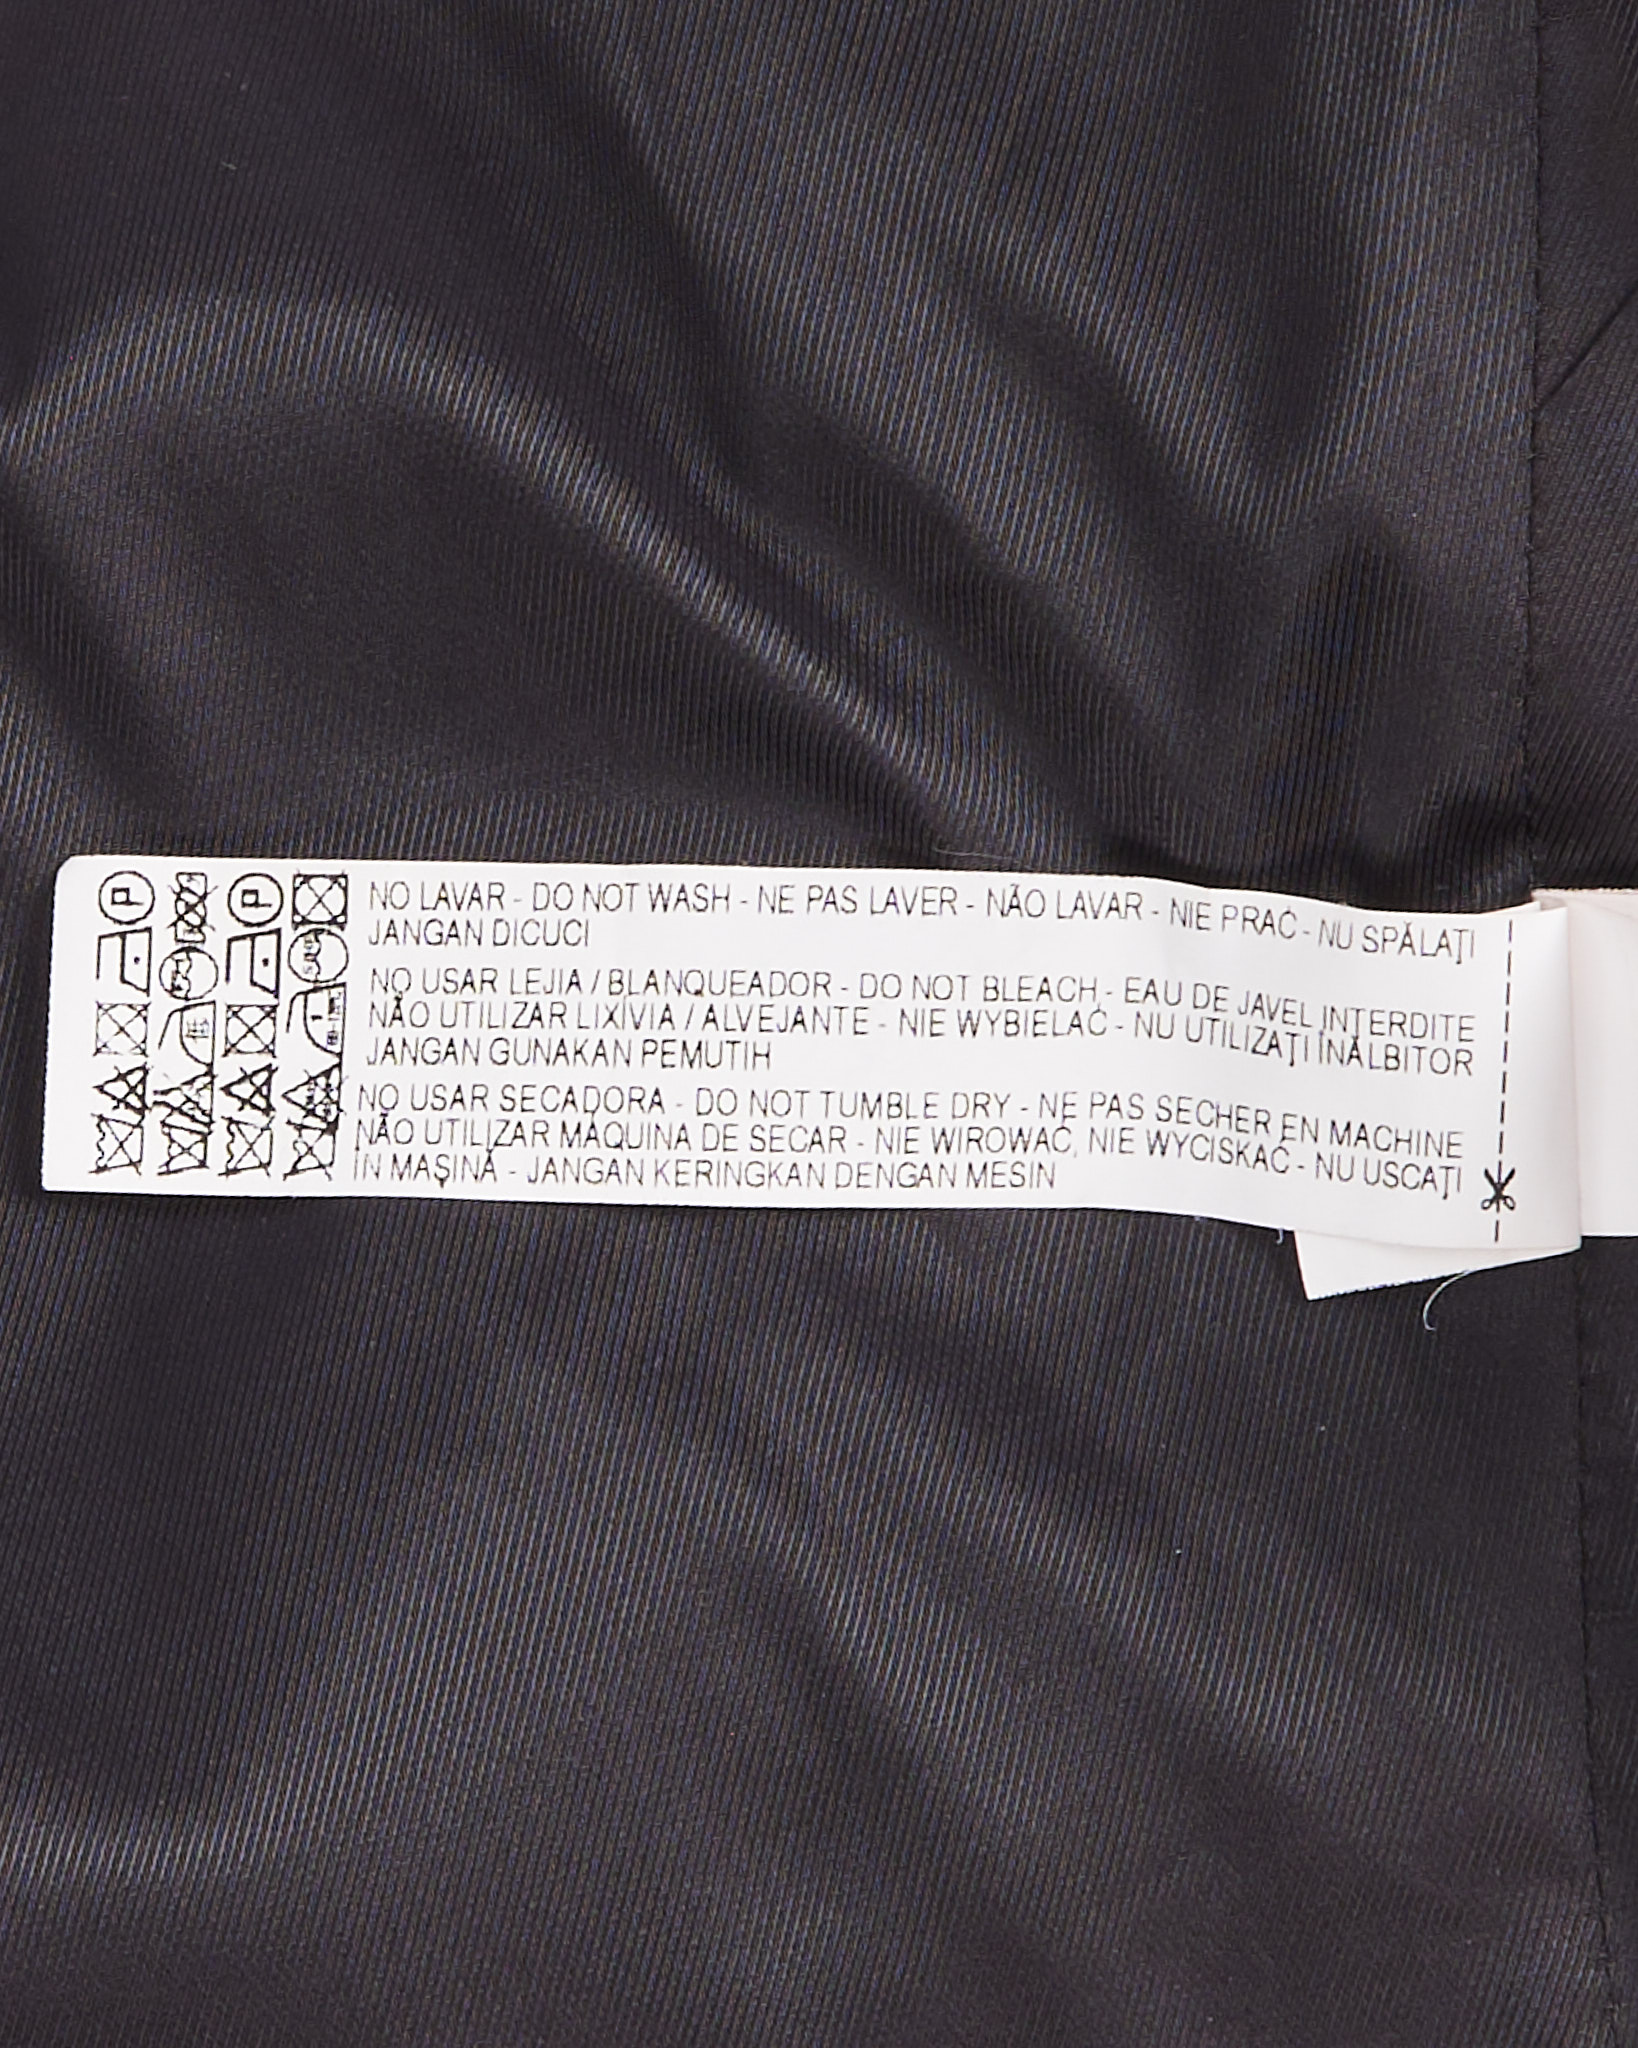 NO LAVAR - DO NOT WASH - NE PAS LAVER - NÃO LAVAR - NIE PRAĆ - NU SPĂLAŢI
JANGAN DICUCI
NO USAR LEJIA / BLANQUEADOR - DO NOT BLEACH - EAU DE JAVEL INTERDITE
NÃO UTILIZAR LIXÍVIA / ALVEJANTE - NIE WYBIELAĆ - NU UTILIZAŢI ÎNĂLBITOR
JANGAN GUNAKAN PEMUTIH
NO USAR SECADORA - DO NOT TUMBLE DRY - NE PAS SECHER EN MACHINE
NÃO UTILIZAR MÁQUINA DE SECAR - NIE WIROWAĆ, NIE WYCISKAĆ - NU USCAŢI
ÎN MAŞINĂ - JANGAN KERINGKAN DENGAN MESIN
P
P